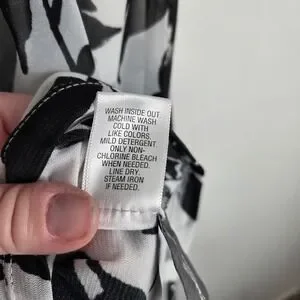 WASH INSIDE OUT.
MACHINE WASH
COLD WITH
LIKE COLORS.
MILD DETERGENT.
ONLY NON-
CHLORINE BLEACH
WHEN NEEDED.
LINE DRY.
STEAM IRON
IF NEEDED.